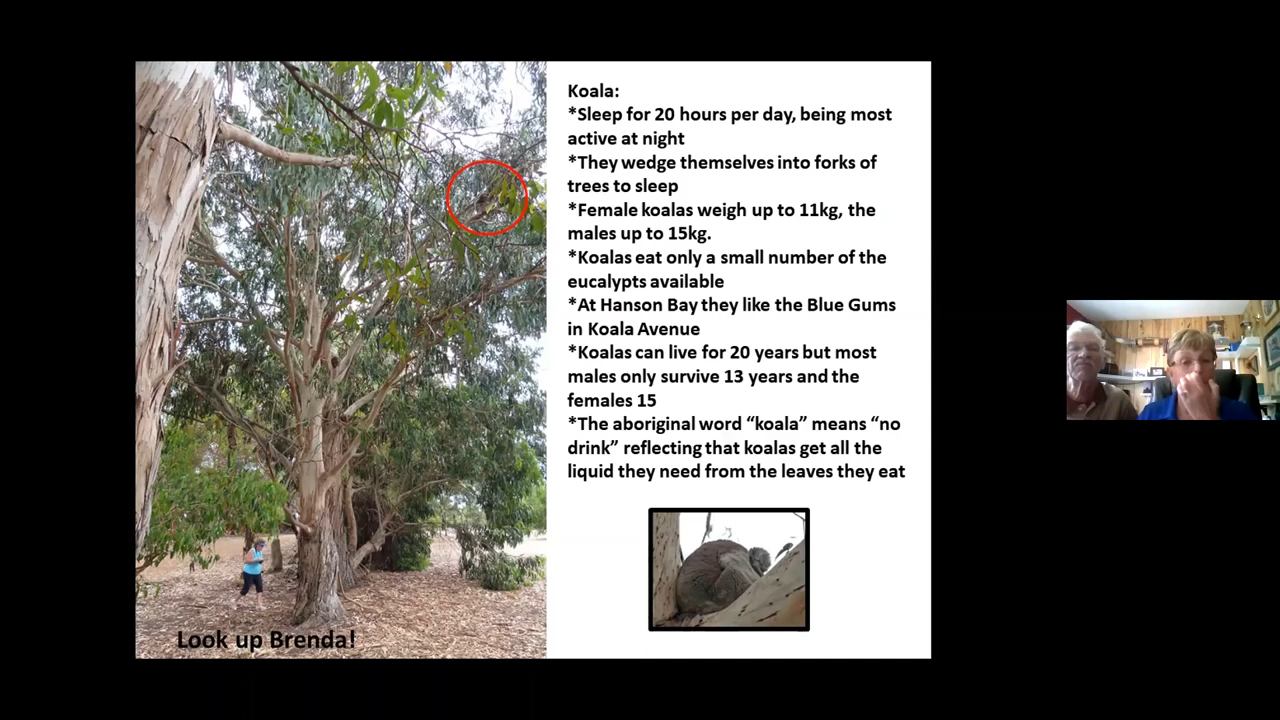 Koala:
*Sleep for 20 hours per day, being most
active at night
*They wedge themselves into forks of
trees to sleep
*Female koalas weigh up to 11kg, the
males up to 15kg.
*Koalas eat only a small number of the
eucalypts available
*At Hanson Bay they like the Blue Gums
in Koala Avenue
*Koalas can live for 20 years but most
males only survive 13 years and the
females 15
*The aboriginal word “koala” means “no
drink” reflecting that koalas get all the
liquid they need from the leaves they eat
Look up Brenda!